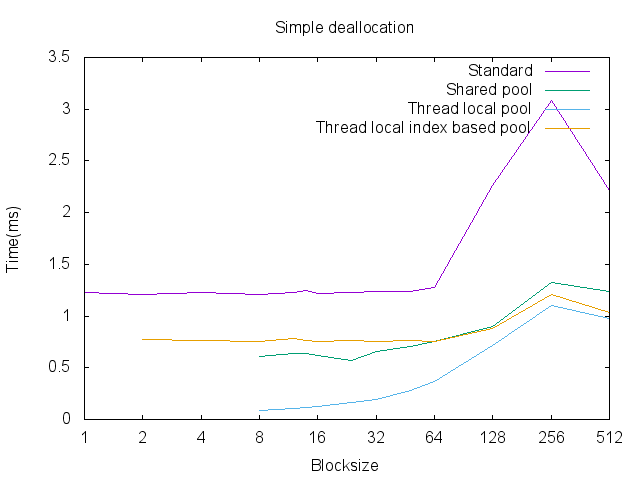 Simple deallocation
3.5
3
2.5
2
1.5
1
0.5
0
Time(ms)
Standard
Shared pool
Thread local pool
Thread local index based pool
1 2 4 8 16 32 64 128 256 512
Blocksize